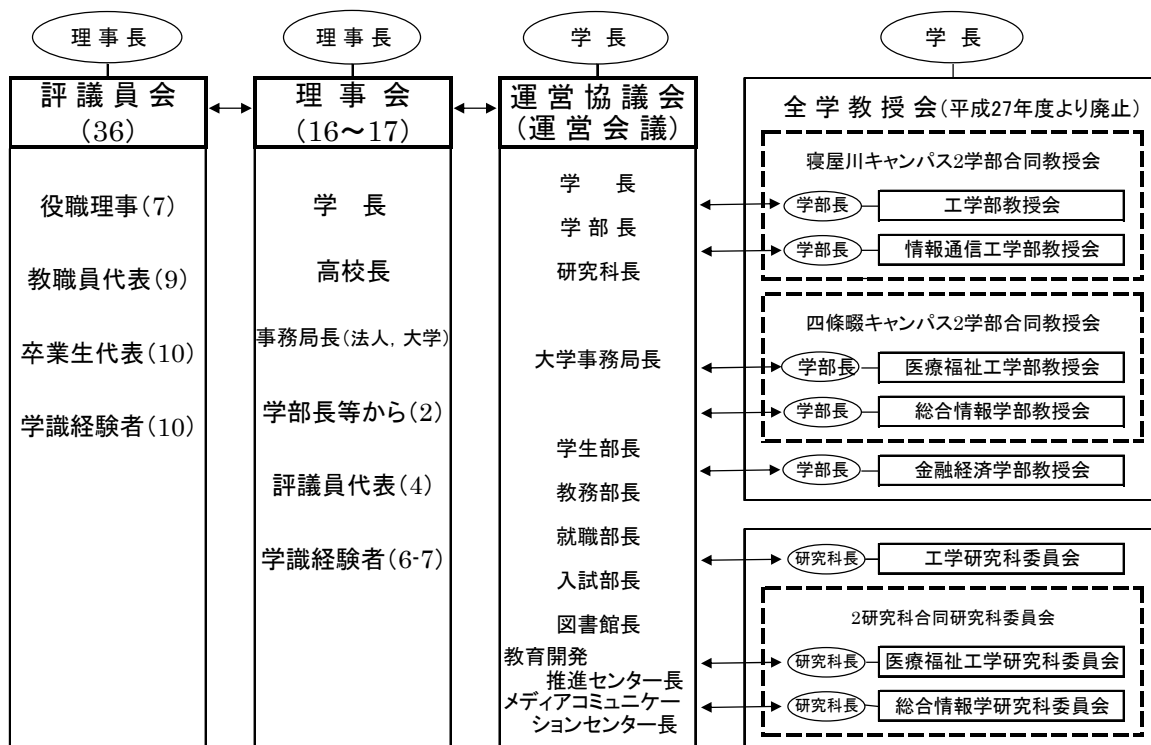 理事長
評議員会
(36)
役職理事(7)
教職員代表(9)
卒業生代表(10)
学識経験者(10)
理事長
理事会
(16～17)
学 長
高校長
事務局長(法人, 大学)
学部長等から(2)
評議員代表(4)
学識経験者(6-7)
学 長
運営協議会
(運営会議)
学 長
学部長
研究科長
大学事務局長
学生部長
教務部長
就職部長
入試部長
図書館長
教育開発
推進センター長
メディアコミュニケー
ションセンター長
学 長
全学教授会(平成27年度より廃止)
寝屋川キャンパス2学部合同教授会
学部長 工学部教授会
学部長 情報通信工学部教授会
四條畷キャンパス2学部合同教授会
学部長 医療福祉工学部教授会
学部長 総合情報学部教授会
学部長 金融経済学部教授会
研究科長 工学研究科委員会
2研究科合同研究科委員会
研究科長 医療福祉工学研究科委員会
研究科長 総合情報学研究科委員会